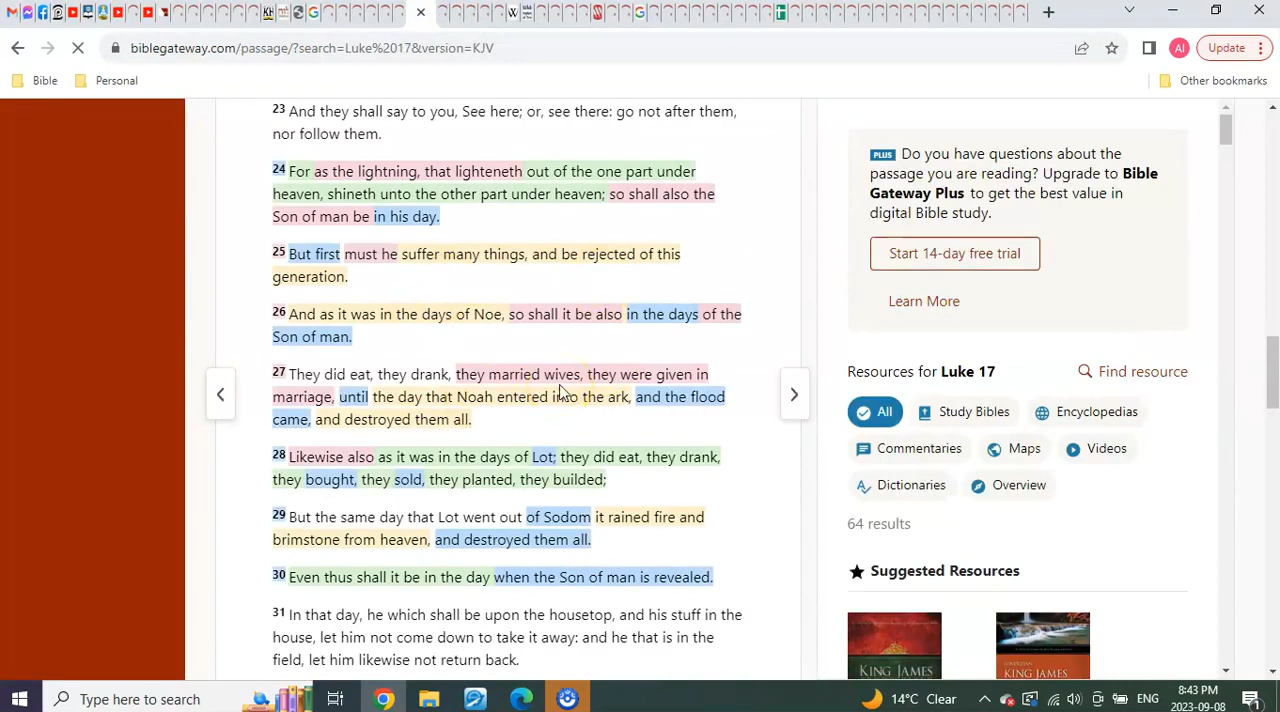 biblegateway.com/passage/?search=Luke%2017&version=KJV
Update
AI
Bible
Personal
Other bookmarks
23 And they shall say to you, See here; or, see there: go not after them,
nor follow them.
24 For as the lightning, that lighteneth out of the one part under
heaven, shineth unto the other part under heaven; so shall also the
Son of man be in his day.
25 But first must he suffer many things, and be rejected of this
generation.
26 And as it was in the days of Noe, so shall it be also in the days of the
Son of man.
27 They did eat, they drank, they married wives, they were given in
marriage, until the day that Noah entered into the ark, and the flood
came, and destroyed them all.
28 Likewise also as it was in the days of Lot; they did eat, they drank,
they bought, they sold, they planted, they builded;
29 But the same day that Lot went out of Sodom it rained fire and
brimstone from heaven, and destroyed them all.
30 Even thus shall it be in the day when the Son of man is revealed.
31 In that day, he which shall be upon the housetop, and his stuff in the
house, let him not come down to take it away: and he that is in the
field, let him likewise not return back.
PLUS Do you have questions about the
passage you are reading? Upgrade to Bible
Gateway Plus to get the best value in
digital Bible study.
Start 14-day free trial
Learn More
Resources for Luke 17
Find resource
All
Study Bibles
Encyclopedias
Commentaries
Maps
Videos
Dictionaries
Overview
64 results
Suggested Resources
KING JAMES
KING JAMES
Type here to search
14°C Clear
ENG
8:43 PM
2023-09-08